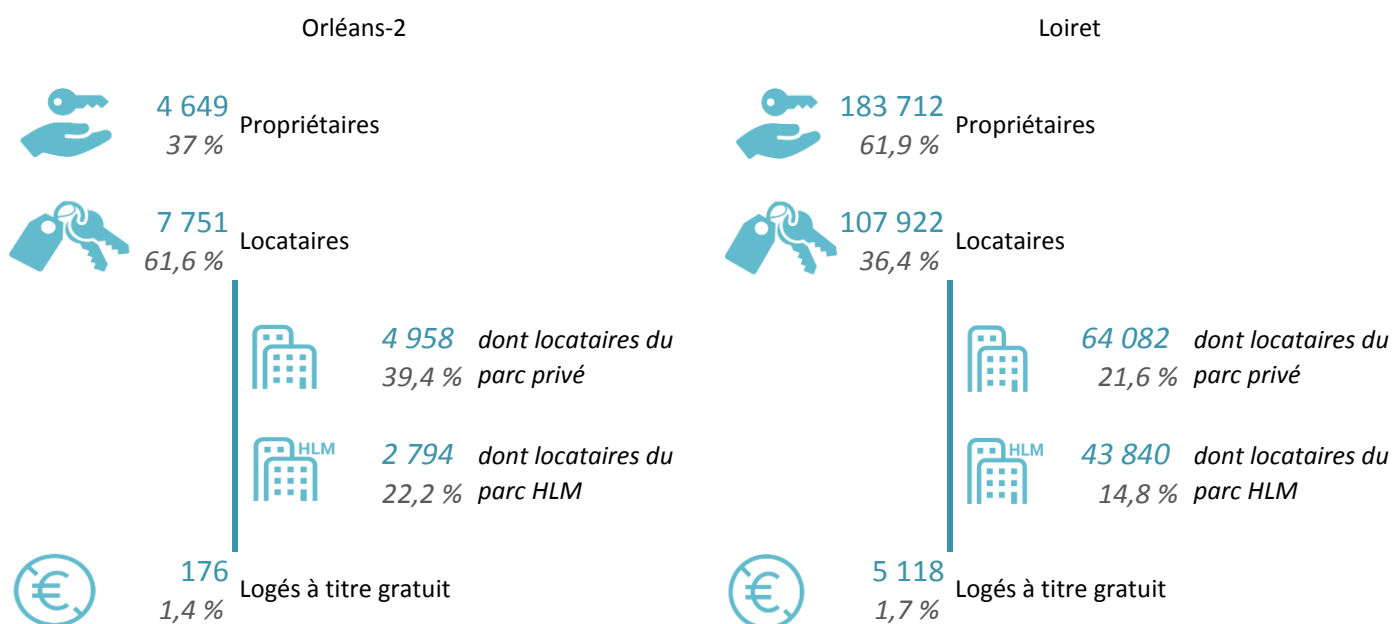 Orléans-2
4 649
37 %
Propriétaires
7 751
61,6 %
Locataires
4 958
39,4 %
dont locataires du
parc privé
HLM
2 794
22,2 %
dont locataires du
parc HLM
€
176
1,4 %
Logés à titre gratuit
Loiret
183 712
61,9 %
Propriétaires
107 922
36,4 %
Locataires
64 082
21,6 %
dont locataires du
parc privé
HLM
43 840
14,8 %
dont locataires du
parc HLM
€
5 118
1,7 %
Logés à titre gratuit